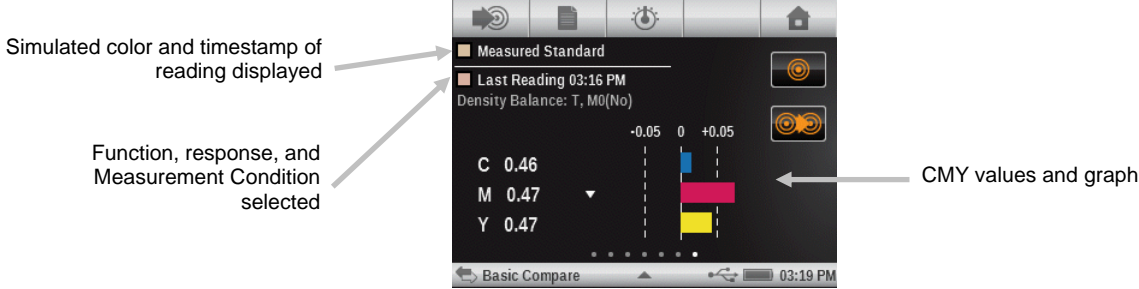 Simulated color and timestamp of
reading displayed
Function, response, and
Measurement Condition
selected
Measured Standard
Last Reading 03:16 PM
Density Balance: T, M0(No)
-0.05 0 +0.05
C 0.46
M 0.47
Y 0.47
Basic Compare 03:19 PM
CMY values and graph